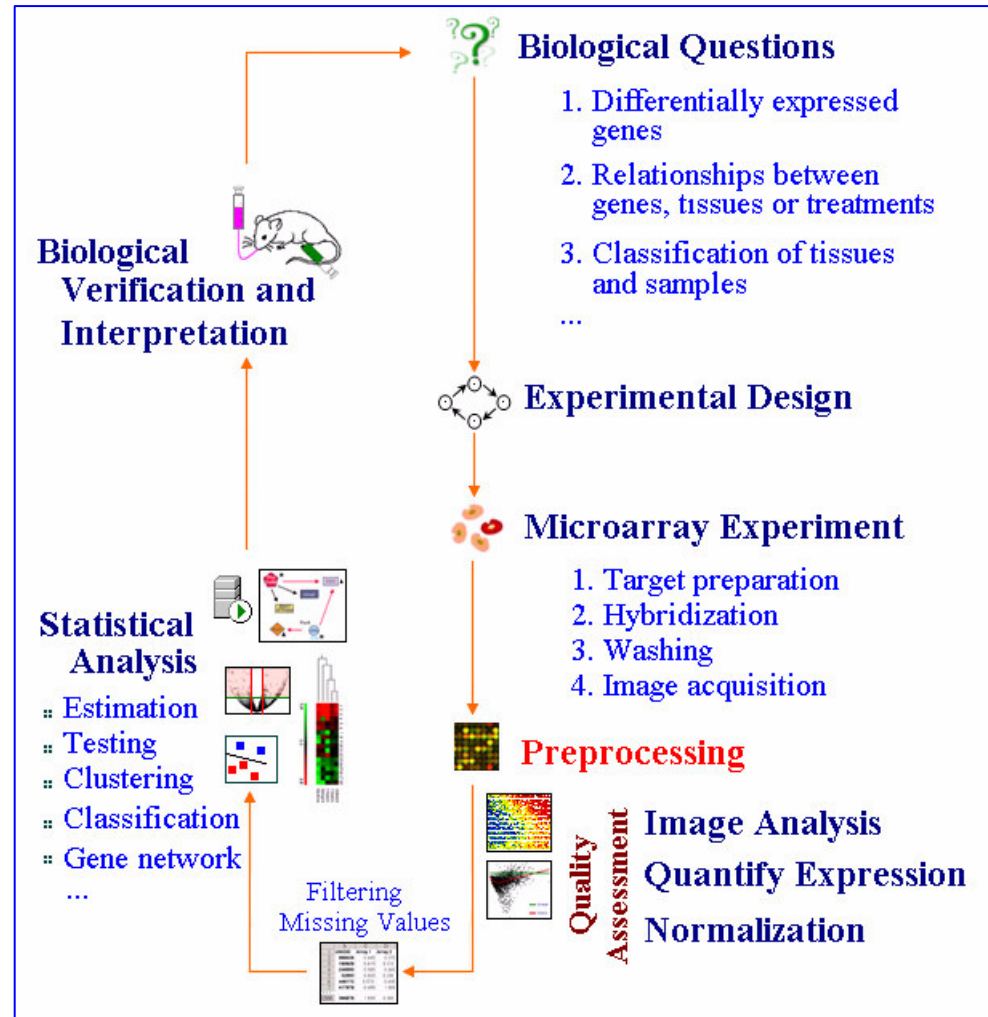 Biological Questions
1. Differentially expressed
genes
2. Relationships between
genes, tissues or treatments
3. Classification of tissues
and samples
...
Experimental Design
Microarray Experiment
1. Target preparation
2. Hybridization
3. Washing
4. Image acquisition
Preprocessing
Quality
Assessment
Image Analysis
Quantify Expression
Normalization
Filtering
Missing Values
Statistical
Analysis
:: Estimation
:: Testing
:: Clustering
:: Classification
:: Gene network
...
Biological
Verification and
Interpretation